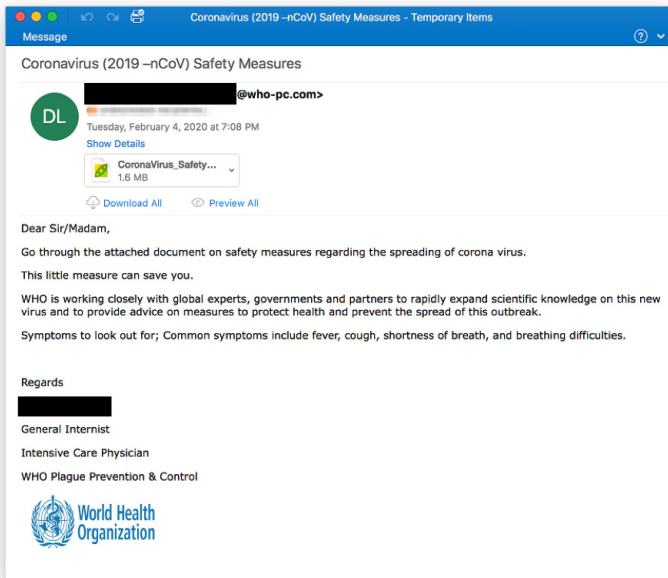 Coronavirus (2019 –nCoV) Safety Measures - Temporary Items
Message
?
Coronavirus (2019 –nCoV) Safety Measures
DL
@who-pc.com>
Tuesday, February 4, 2020 at 7:08 PM
Show Details
CoronaVirus_Safety...
1.6 MB
Download All Preview All
Dear Sir/Madam,
Go through the attached document on safety measures regarding the spreading of corona virus.
This little measure can save you.
WHO is working closely with global experts, governments and partners to rapidly expand scientific knowledge on this new
virus and to provide advice on measures to protect health and prevent the spread of this outbreak.
Symptoms to look out for; Common symptoms include fever, cough, shortness of breath, and breathing difficulties.
Regards
General Internist
Intensive Care Physician
WHO Plague Prevention & Control
World Health
Organization